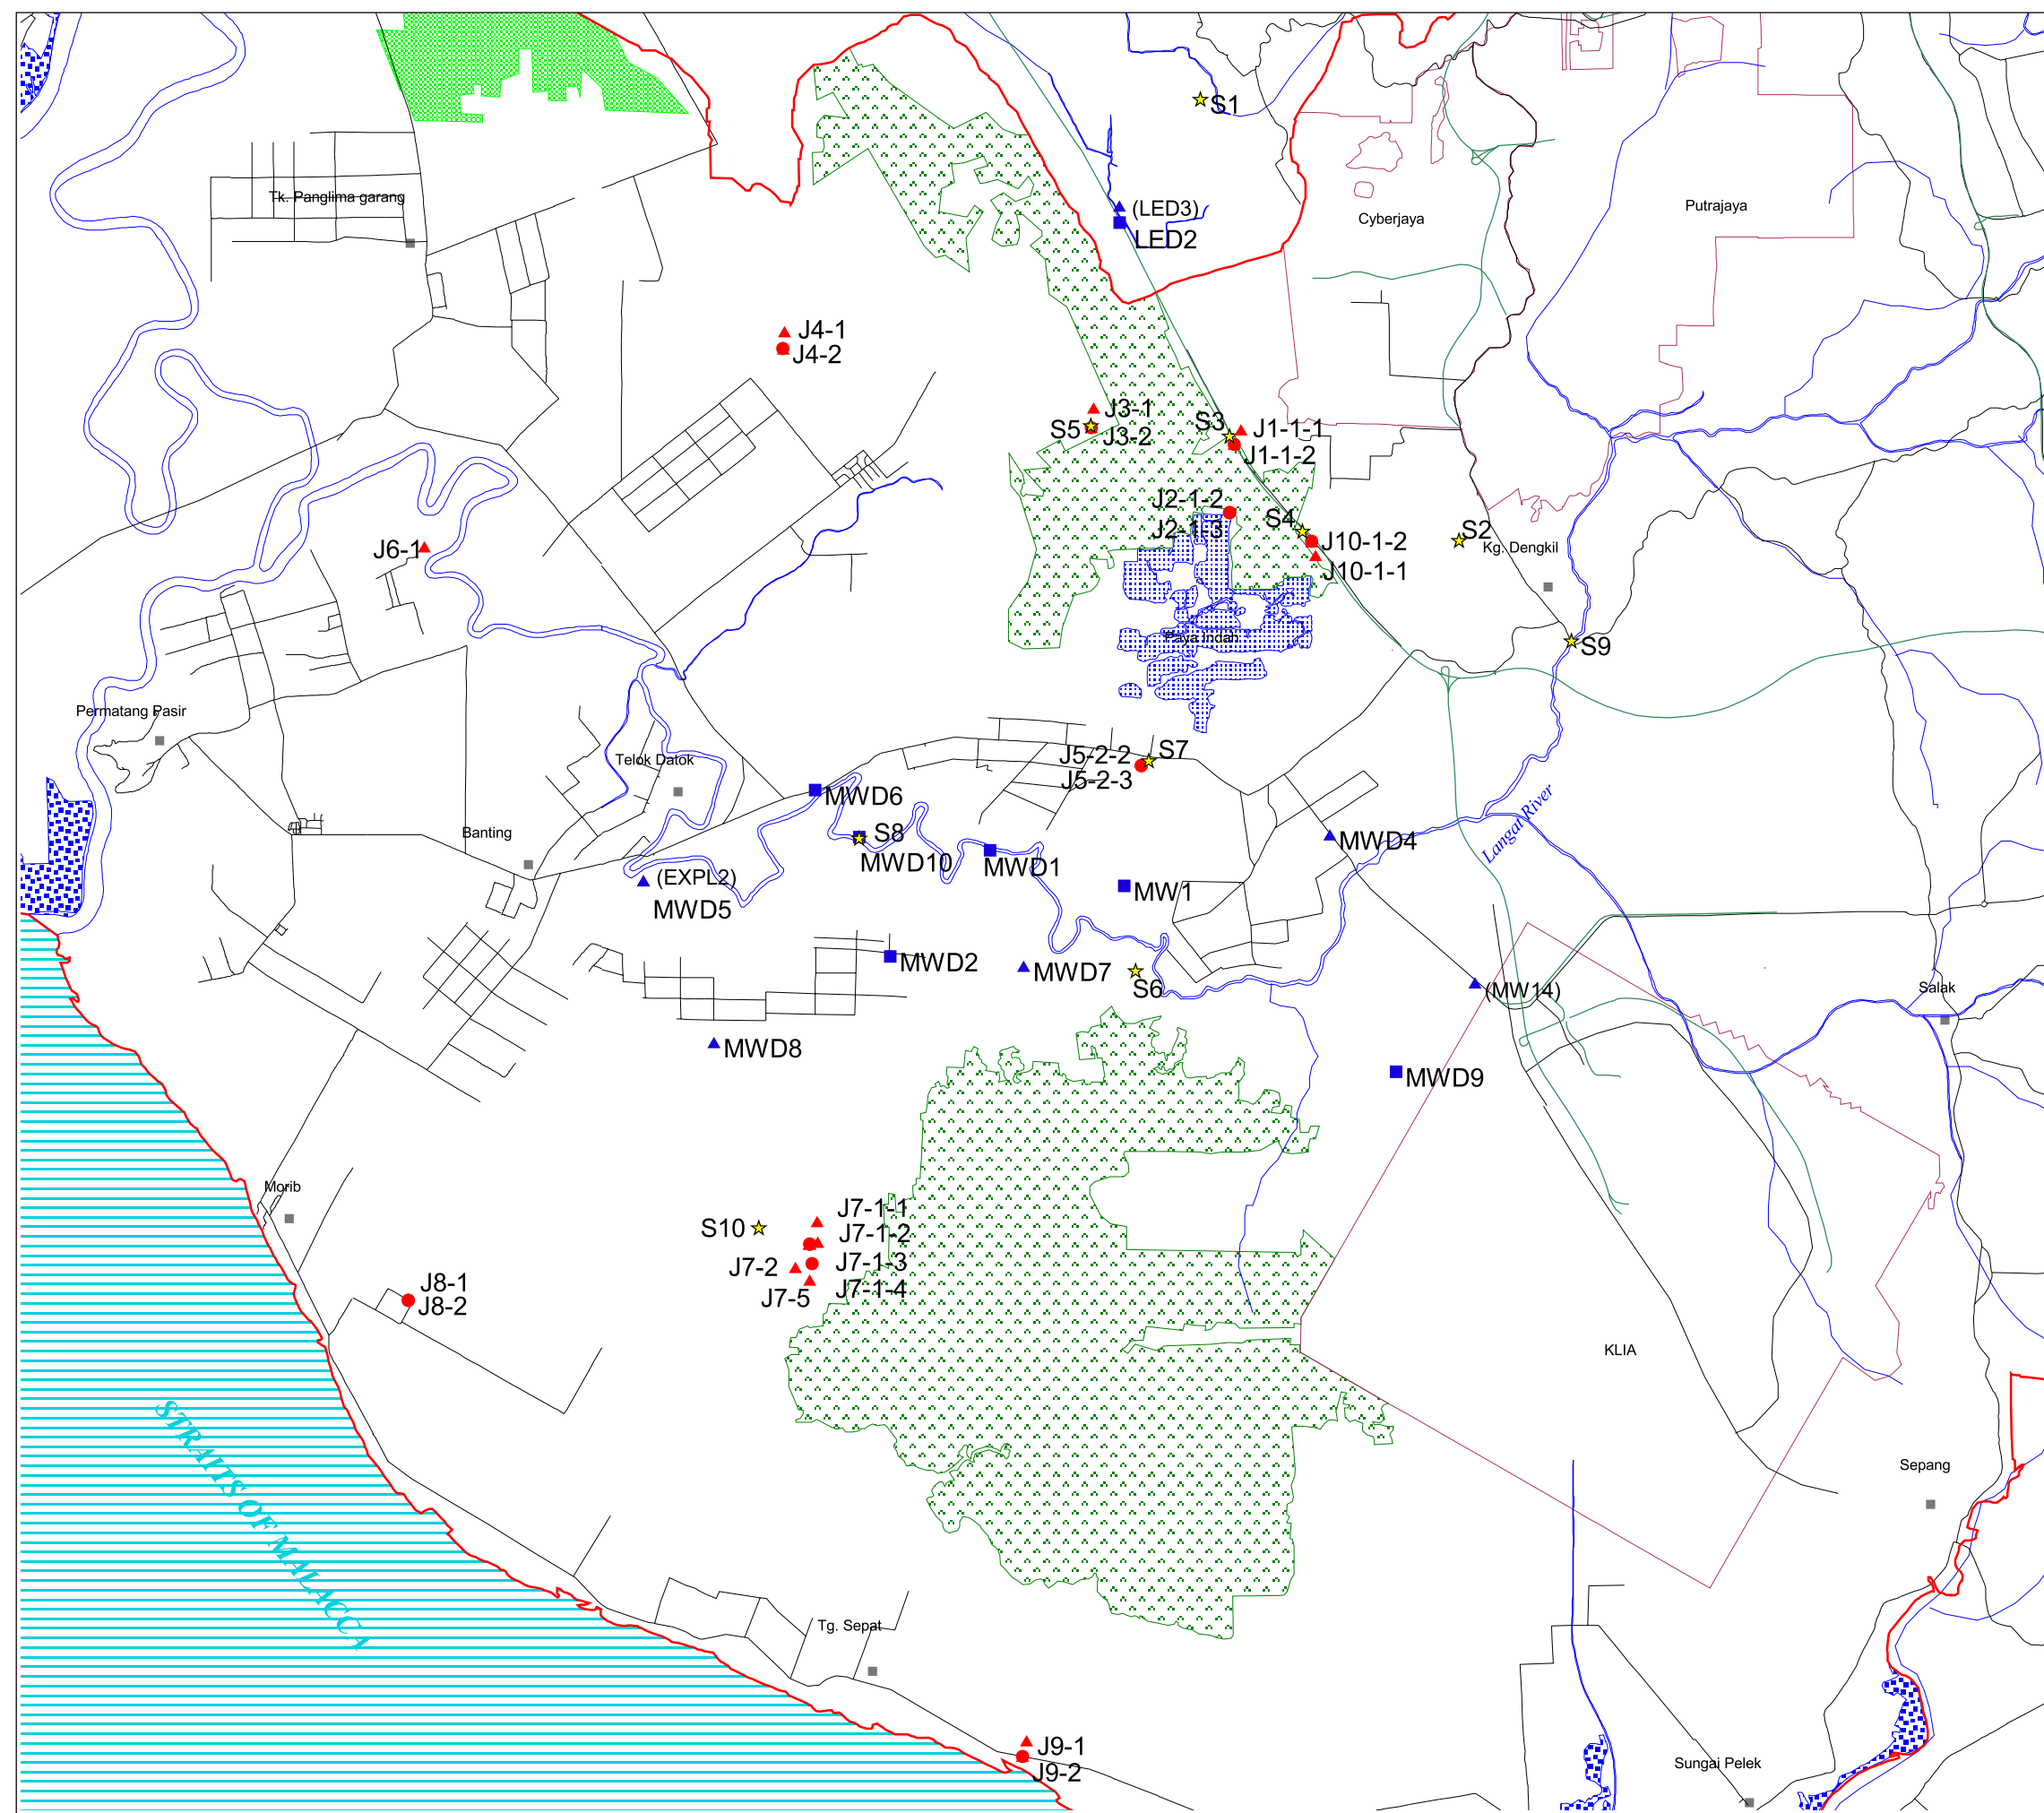 S1
Tk. Panglima garang
(LED3)
Cyberjaya
Putrajaya
LED2
J4-1
J4-2
J3-1
S5
J3-2
S3
J1-1-1
J1-1-2
J2-1-2
J2-1-3
S4
J10-1-2
J10-1-1
S2
Kg. Dengkil
J6-1
Paya Indah
S9
Permatang Pasir
Telok Datok
J5-2-2
S7
J5-2-3
MWD6
Banting
S8
MWD10
MWD1
MWD4
Langat River
(EXPL2)
MWD5
MW1
MWD2
MWD7
S6
(MW14)
Salak
MWD8
MWD9
Morib
J7-1-1
S10
J7-1-2
J7-2
J7-1-3
J7-5
J7-1-4
J8-1
J8-2
KLIA
STRAITS OF MALACCA
Sepang
Tg. Sepat
J9-1
J9-2
Sungai Pelek